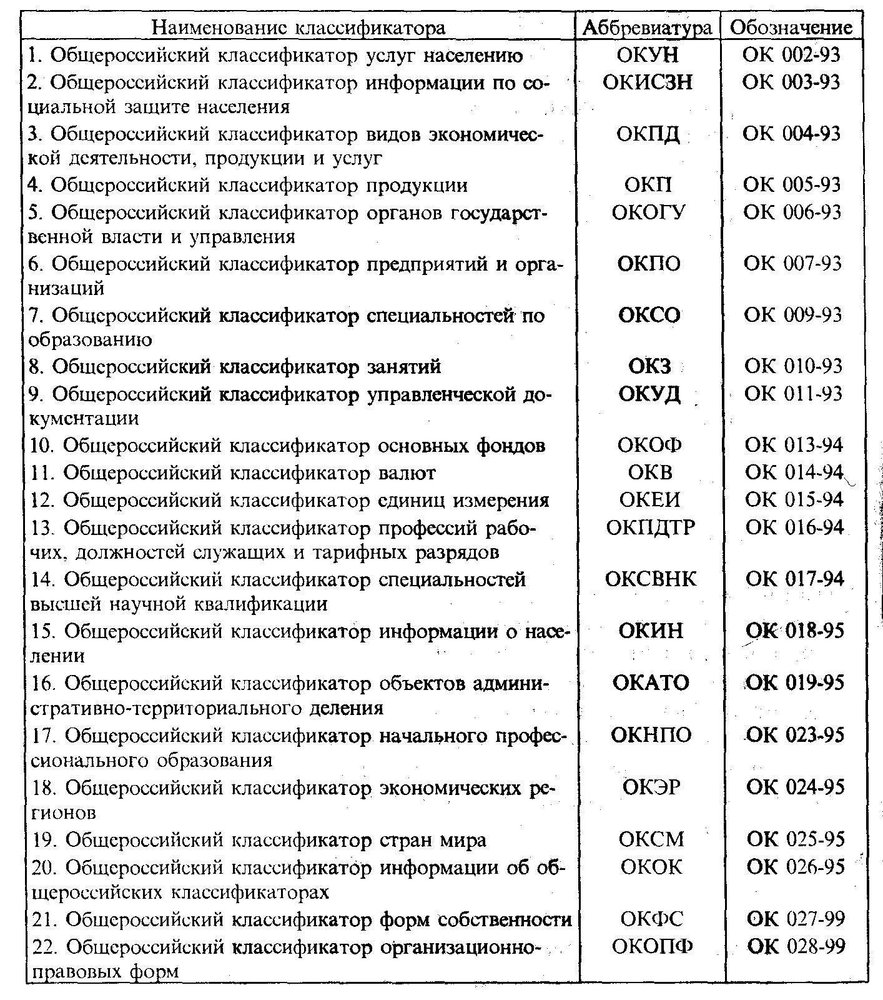 Наименование классификатора Аббревиатура Обозначение
1. Общероссийский классификатор услуг населению ОКУН ОК 002-93
2. Общероссийский классификатор информации по со- ОКИСЗН ОК 003-93
циальной защите населения
3. Общероссийский классификатор видов экономичес- ОКПД ОК 004-93
кой деятельности, продукции и услуг
4. Общероссийский классификатор продукции ОКП ОК 005-93
5. Общероссийский классификатор органов государст- ОКОГУ ОК 006-93
венной власти и управления
6. Общероссийский классификатор предприятий и орга- ОКПО ОК 007-93
низаций
7. Общероссийский классификатор специальностей по ОКСО ОК 009-93
образованию
8. Общероссийский классификатор занятий ОКЗ ОК 010-93
9. Общероссийский классификатор управленческой до- ОКУД ОК 011-93
кументации
10. Общероссийский классификатор основных фондов ОКОФ ОК 013-94
11. Общероссийский классификатор валют ОКВ ОК 014-94
12. Общероссийский классификатор единиц измерения ОКЕИ ОК 015-94
13. Общероссийский классификатор профессий рабо- ОКПДТР ОК 016-94
чих, должностей служащих и тарифных разрядов
14. Общероссийский классификатор специальностей ОКСВНК ОК 017-94
высшей научной квалификации
15. Общероссийский классификатор информации о насе- ОКИН ОК 018-95
лении
16. Общероссийский классификатор объектов админи- ОКАТО ОК 019-95
стративно-территориального деления
17. Общероссийский классификатор начального профес- ОКНПО ОК 023-95
сионального образования
18. Общероссийский классификатор экономических ре- ОКЭР ОК 024-95
гионов
19. Общероссийский классификатор стран мира ОКСМ ОК 025-95
20. Общероссийский классификатор информации об об- ОКОК ОК 026-95
щероссийских классификаторах
21. Общероссийский классификатор форм собственности ОКФС ОК 027-99
22. Общероссийский классификатор организационно- ОКОПФ ОК 028-99
правовых форм